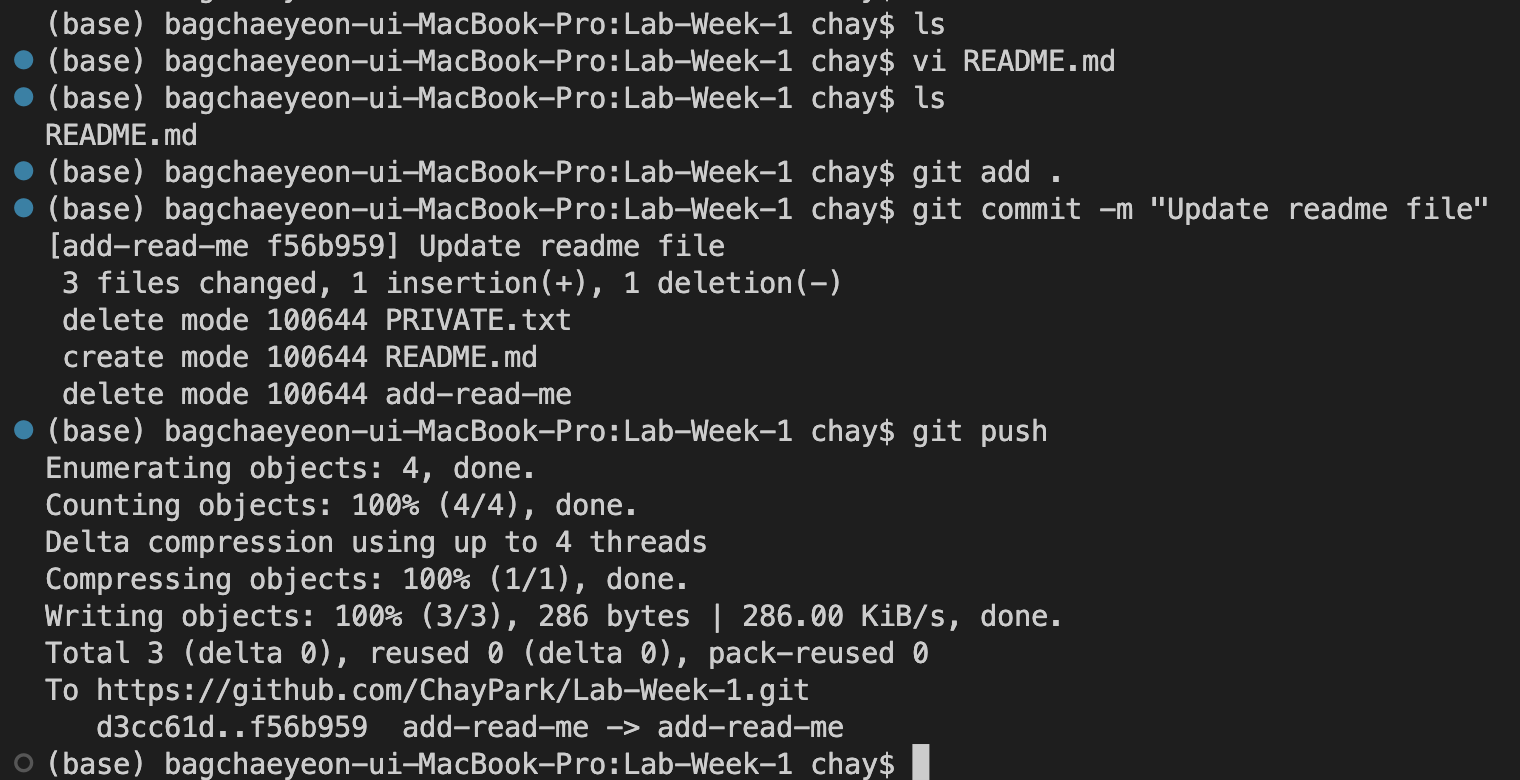 (base) bagchaeyeon-ui-MacBook-Pro:Lab-Week-1 chay$ ls
(base) bagchaeyeon-ui-MacBook-Pro:Lab-Week-1 chay$ vi README.md
(base) bagchaeyeon-ui-MacBook-Pro:Lab-Week-1 chay$ ls
README.md
(base) bagchaeyeon-ui-MacBook-Pro:Lab-Week-1 chay$ git add .
(base) bagchaeyeon-ui-MacBook-Pro:Lab-Week-1 chay$ git commit -m "Update readme file"
[add-read-me f56b959] Update readme file
 3 files changed, 1 insertion(+), 1 deletion(-)
 delete mode 100644 PRIVATE.txt
 create mode 100644 README.md
 delete mode 100644 add-read-me
(base) bagchaeyeon-ui-MacBook-Pro:Lab-Week-1 chay$ git push
Enumerating objects: 4, done.
Counting objects: 100% (4/4), done.
Delta compression using up to 4 threads
Compressing objects: 100% (1/1), done.
Writing objects: 100% (3/3), 286 bytes | 286.00 KiB/s, done.
Total 3 (delta 0), reused 0 (delta 0), pack-reused 0
To https://github.com/ChayPark/Lab-Week-1.git
   d3cc61d..f56b959  add-read-me -> add-read-me
(base) bagchaeyeon-ui-MacBook-Pro:Lab-Week-1 chay$